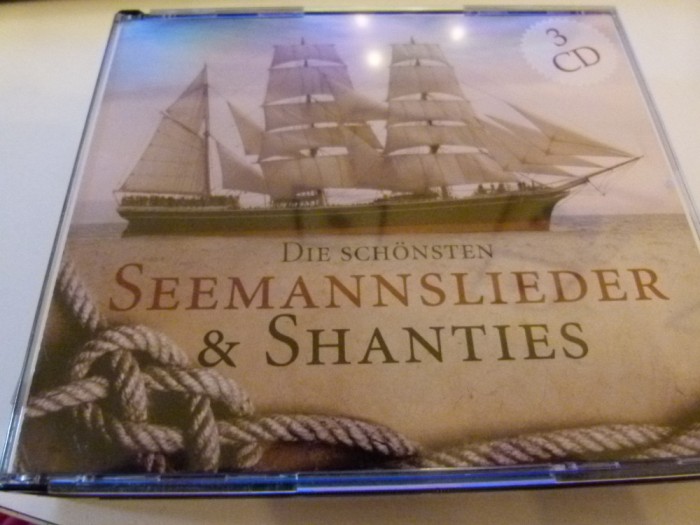 3
CD
DIE SCHÖNSTEN
SEEMANNSLIEDER
& SHANTIES